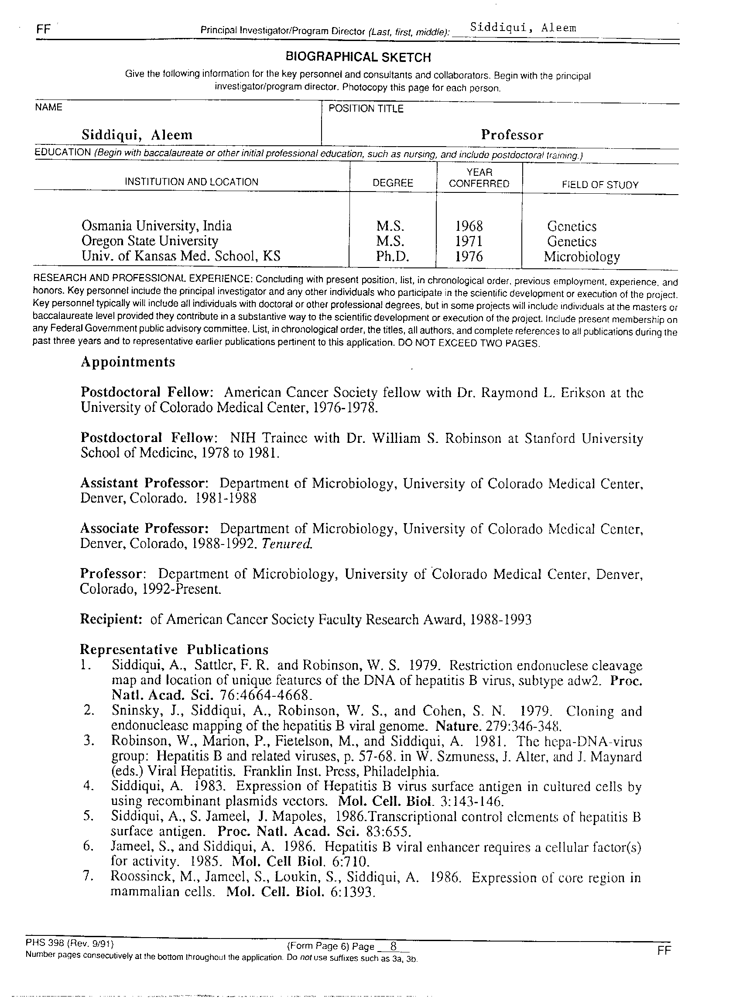 FF
Principal Investigator/Program Director (Last, first, middle): Siddiqui, Aleem
BIOGRAPHICAL SKETCH
Give the following information for the key personnel and consultants and collaborators. Begin with the principal
investigator/program director. Photocopy this page for each person.
NAME
POSITION TITLE
Siddiqui, Aleem
Professor
EDUCATION (Begin with baccalaureate or other initial professional education, such as nursing, and include postdoctoral training.)
INSTITUTION AND LOCATION DEGREE YEAR CONFERRED FIELD OF STUDY
Osmania University, India M.S. 1968 Genetics
Oregon State University M.S. 1971 Genetics
Univ. of Kansas Med. School, KS Ph.D. 1976 Microbiology
RESEARCH AND PROFESSIONAL EXPERIENCE: Concluding with present position, list, in chronological order, previous employment, experience, and
honors. Key personnel include the principal investigator and any other individuals who participate in the scientific development or execution of the project.
Key personnel typically will include all individuals with doctoral or other professional degrees, but in some projects will include individuals at the masters or
baccalaureate level provided they contribute in a substantive way to the scientific development or execution of the project. Include present membership on
any Federal Government public advisory committee. List, in chronological order, the titles, all authors, and complete references to all publications during the
past three years and to representative earlier publications pertinent to this application. DO NOT EXCEED TWO PAGES.
Appointments
Postdoctoral Fellow: American Cancer Society fellow with Dr. Raymond L. Erikson at the
University of Colorado Medical Center, 1976-1978.
Postdoctoral Fellow: NIH Trainee with Dr. William S. Robinson at Stanford University
School of Medicine, 1978 to 1981.
Assistant Professor: Department of Microbiology, University of Colorado Medical Center,
Denver, Colorado. 1981-1988
Associate Professor: Department of Microbiology, University of Colorado Medical Center,
Denver, Colorado, 1988-1992. Tenured.
Professor: Department of Microbiology, University of Colorado Medical Center, Denver,
Colorado, 1992-Present.
Recipient: of American Cancer Society Faculty Research Award, 1988-1993
Representative Publications
1. Siddiqui, A., Sattler, F. R. and Robinson, W. S. 1979. Restriction endonuclese cleavage
map and location of unique features of the DNA of hepatitis B virus, subtype adw2. Proc.
Natl. Acad. Sci. 76:4664-4668.
2. Sninsky, J., Siddiqui, A., Robinson, W. S., and Cohen, S. N. 1979. Cloning and
endonuclease mapping of the hepatitis B viral genome. Nature. 279:346-348.
3. Robinson, W., Marion, P., Fietelson, M., and Siddiqui, A. 1981. The hepa-DNA-virus
group: Hepatitis B and related viruses, p. 57-68. in W. Szmuness, J. Alter, and J. Maynard
(eds.) Viral Hepatitis. Franklin Inst. Press, Philadelphia.
4. Siddiqui, A. 1983. Expression of Hepatitis B virus surface antigen in cultured cells by
using recombinant plasmids vectors. Mol. Cell. Biol. 3:143-146.
5. Siddiqui, A., S. Jameel, J. Mapoles, 1986.Transcriptional control elements of hepatitis B
surface antigen. Proc. Natl. Acad. Sci. 83:655.
6. Jameel, S., and Siddiqui, A. 1986. Hepatitis B viral enhancer requires a cellular factor(s)
for activity. 1985. Mol. Cell Biol. 6:710.
7. Roossinck, M., Jameel, S., Loukin, S., Siddiqui, A. 1986. Expression of core region in
mammalian cells. Mol. Cell. Biol. 6:1393.
PHS 398 (Rev. 9/91) (Form Page 6) Page 8 FF
Number pages consecutively at the bottom throughout the application. Do not use suffixes such as 3a, 3b.